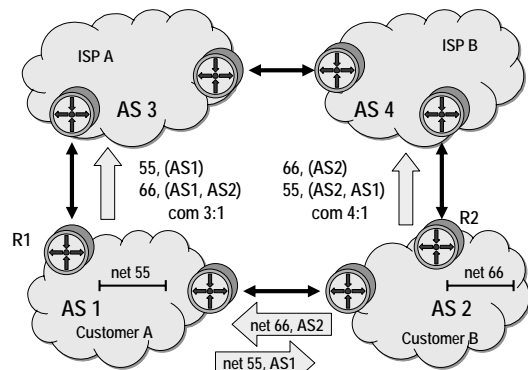 ISP A
ISP B
AS 3
AS 4
55, (AS1)
66, (AS1, AS2)
com 3:1
66, (AS2)
55, (AS2, AS1)
com 4:1
R1
R2
net 55
net 66
AS 1
AS 2
Customer A
Customer B
net 66, AS2
net 55, AS1